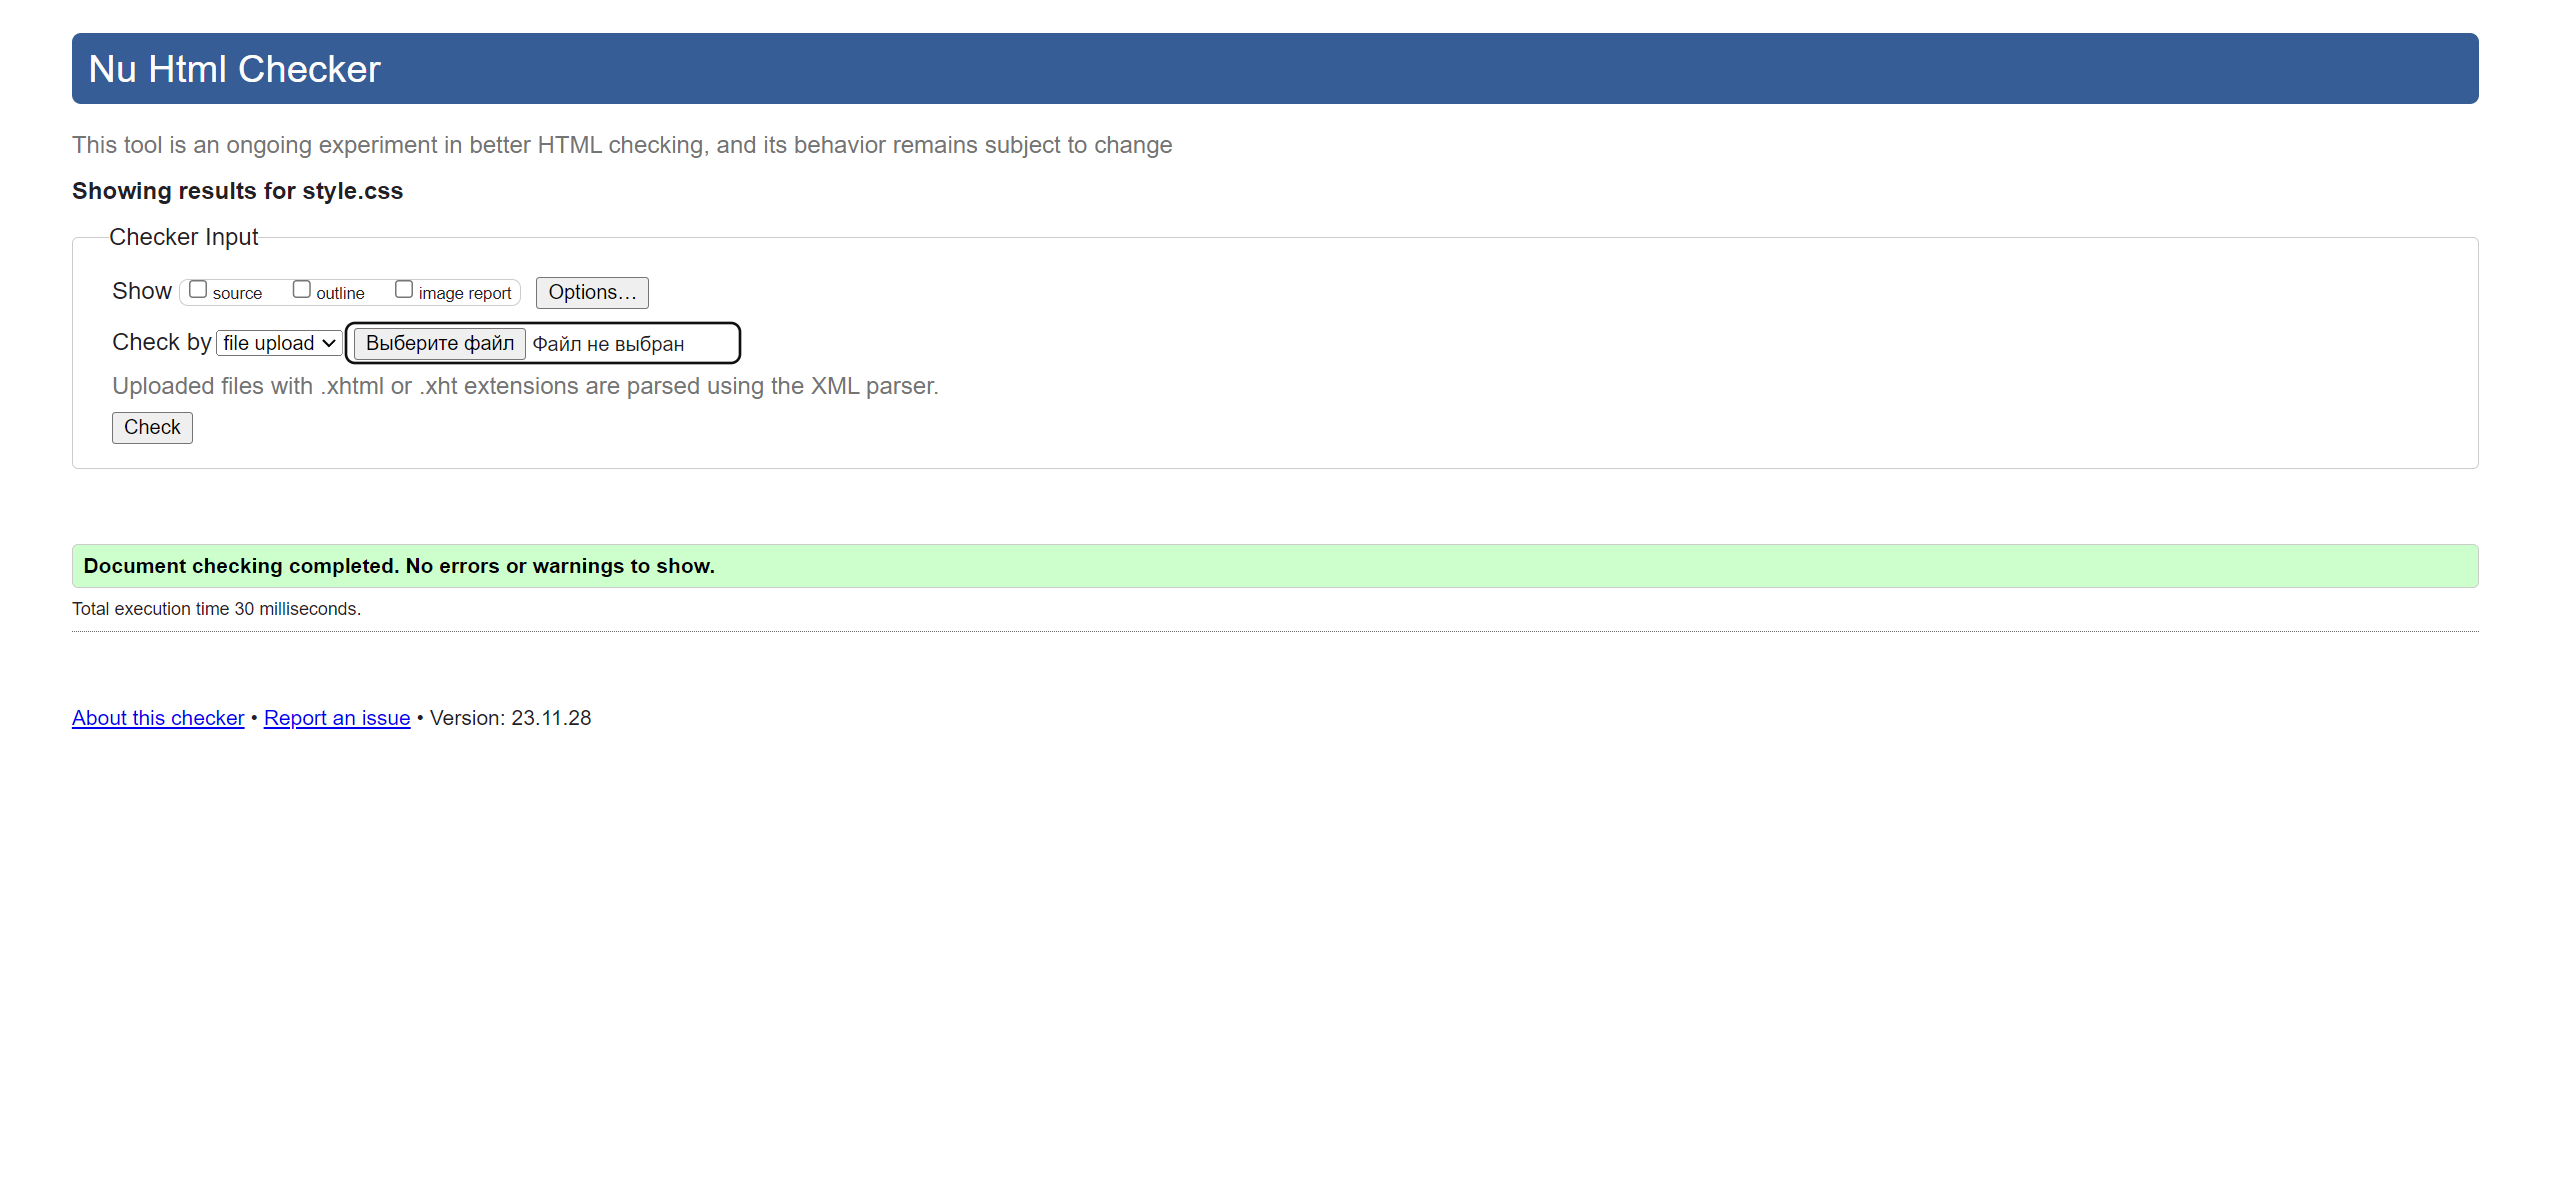 Nu Html Checker
This tool is an ongoing experiment in better HTML checking, and its behavior remains subject to change
Showing results for style.css
Checker Input
Show source outline image report Options…
Check by file upload Выберите файл Файл не выбран
Uploaded files with .xhtml or .xht extensions are parsed using the XML parser.
Check
Document checking completed. No errors or warnings to show.
Total execution time 30 milliseconds.
About this checker • Report an issue • Version: 23.11.28